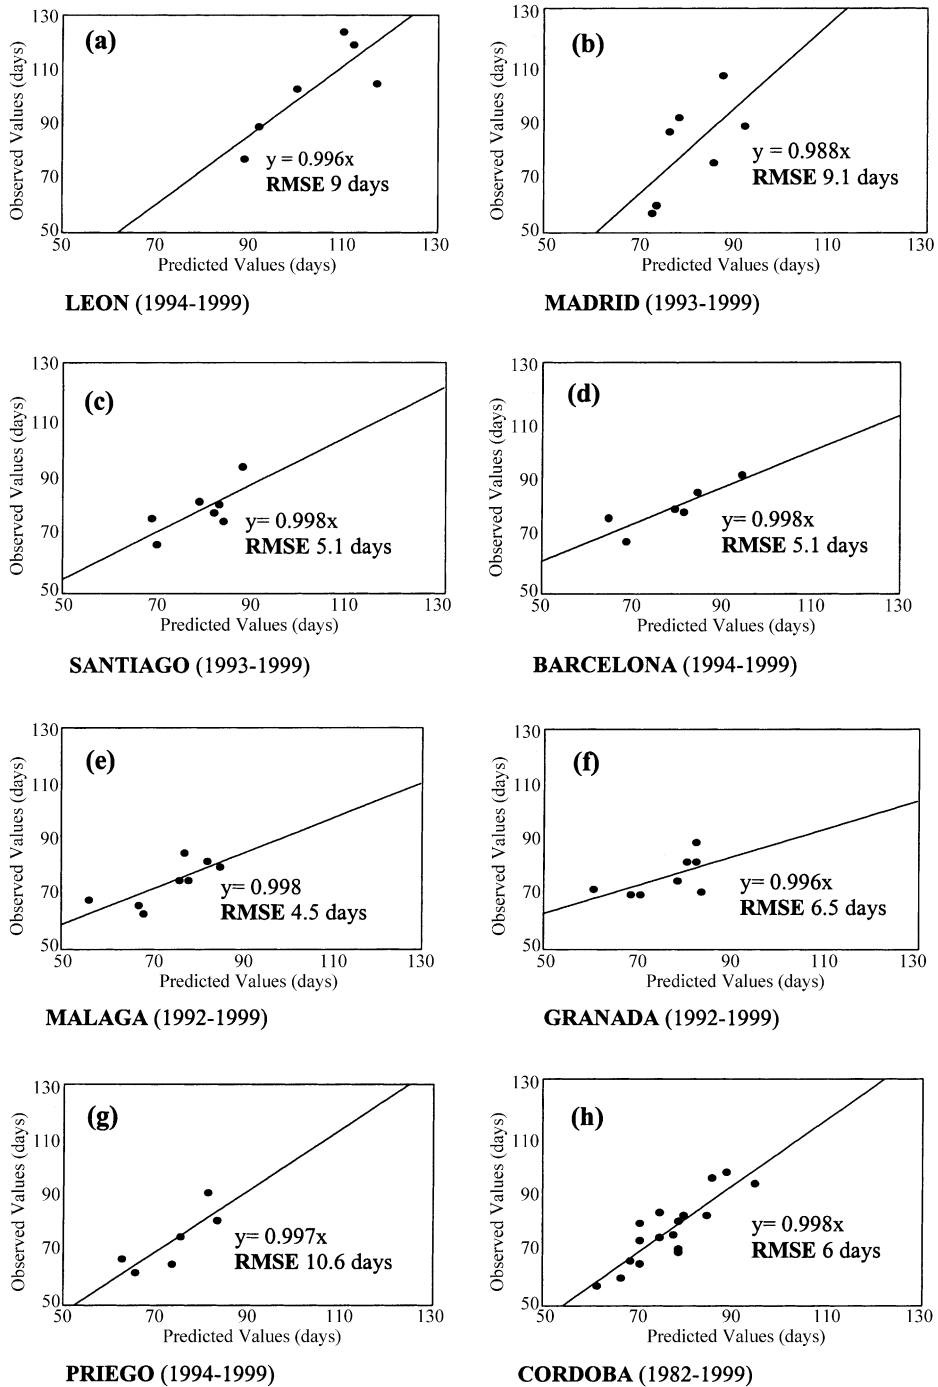 (a)
Observed Values (days)
130
110
90
70
50
y = 0.996x
RMSE 9 days
50 70 90 110 130
Predicted Values (days)
LEON (1994-1999)
(b)
Observed Values (days)
130
110
90
70
50
y = 0.988x
RMSE 9.1 days
50 70 90 110 130
Predicted Values (days)
MADRID (1993-1999)
(c)
Observed Values (days)
130
110
90
70
50
y= 0.998x
RMSE 5.1 days
50 70 90 110 130
Predicted Values (days)
SANTIAGO (1993-1999)
(d)
Observed Values (days)
130
110
90
70
50
y= 0.998x
RMSE 5.1 days
50 70 90 110 130
Predicted Values (days)
BARCELONA (1994-1999)
(e)
Observed Values (days)
130
110
90
70
50
y= 0.998
RMSE 4.5 days
50 70 90 110 130
Predicted Values (days)
MALAGA (1992-1999)
(f)
Observed Values (days)
130
110
90
70
50
y= 0.996x
RMSE 6.5 days
50 70 90 110 130
Predicted Values (days)
GRANADA (1992-1999)
(g)
Observed Values (days)
130
110
90
70
50
y= 0.997x
RMSE 10.6 days
50 70 90 110 130
Predicted Values (days)
PRIEGO (1994-1999)
(h)
Observed Values (days)
130
110
90
70
50
y= 0.998x
RMSE 6 days
50 70 90 110 130
Predicted Values (days)
CORDOBA (1982-1999)